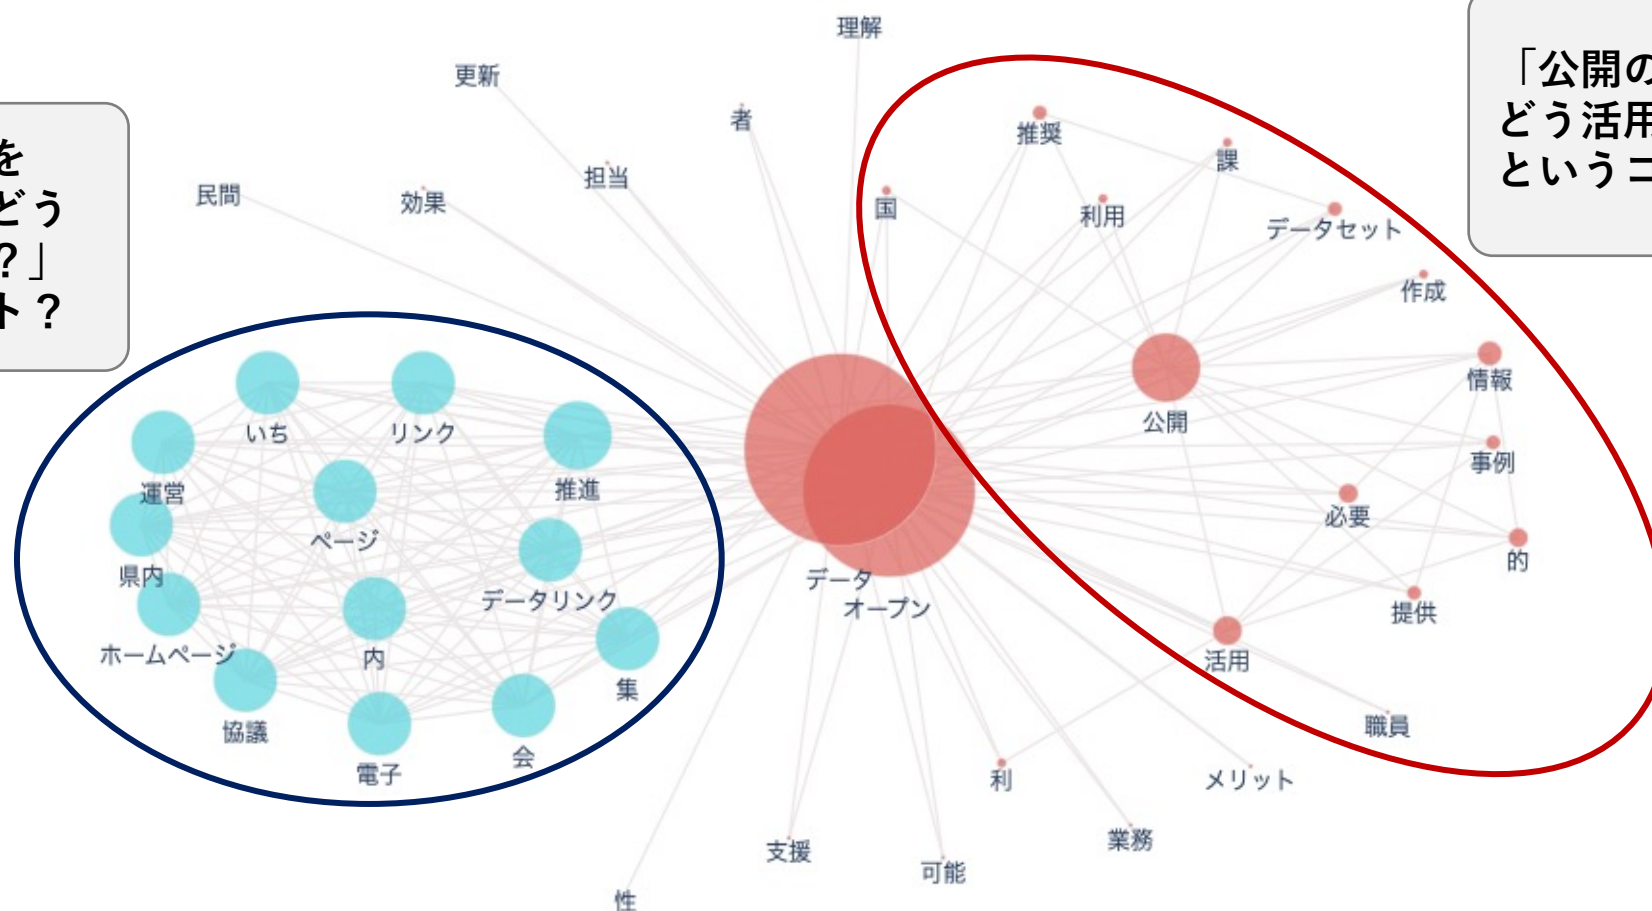 を
どう
？」
ト？
「公開の
どう活用
というコ
理解
更新
者
推奨
課
担当
民間
効果
国
利用
データセット
作成
情報
公開
いち
リンク
事例
推進
運営
必要
ページ
的
県内
データ
データリンク
オープン
提供
ホームページ
内
活用
集
協議
職員
会
電子
利
メリット
業務
支援
可能
性